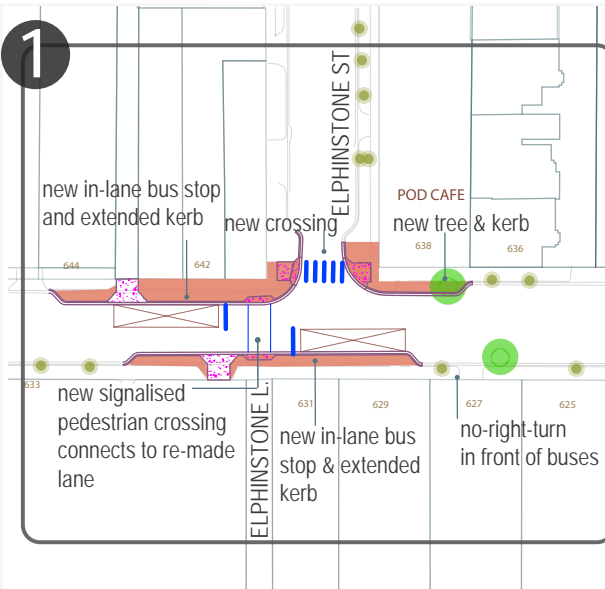 1
ELPHINSTONE ST
new in-lane bus stop
and extended kerb
new crossing
POD CAFE
new tree & kerb
644
642
638
636
633
631
629
627
625
new signalised
pedestrian crossing
connects to re-made
lane
ELPHINSTONE L.
new in-lane bus
stop & extended
kerb
no-right-turn
in front of buses